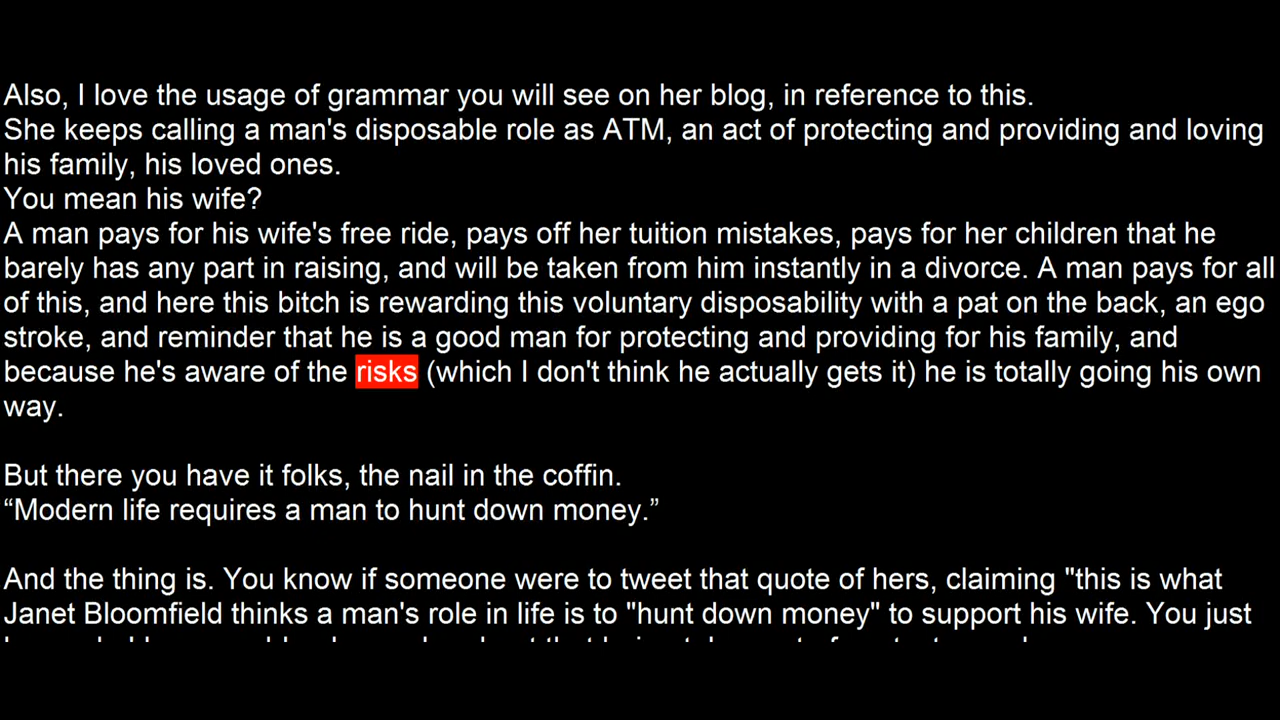 Also, I love the usage of grammar you will see on her blog, in reference to this.
She keeps calling a man's disposable role as ATM, an act of protecting and providing and loving
his family, his loved ones.
You mean his wife?
A man pays for his wife's free ride, pays off her tuition mistakes, pays for her children that he
barely has any part in raising, and will be taken from him instantly in a divorce. A man pays for all
of this, and here this bitch is rewarding this voluntary disposability with a pat on the back, an ego
stroke, and reminder that he is a good man for protecting and providing for his family, and
because he's aware of the risks (which I don't think he actually gets it) he is totally going his own
way.
But there you have it folks, the nail in the coffin.
“Modern life requires a man to hunt down money.”
And the thing is. You know if someone were to tweet that quote of hers, claiming "this is what
Janet Bloomfield thinks a man's role in life is to "hunt down money" to support his wife. You just